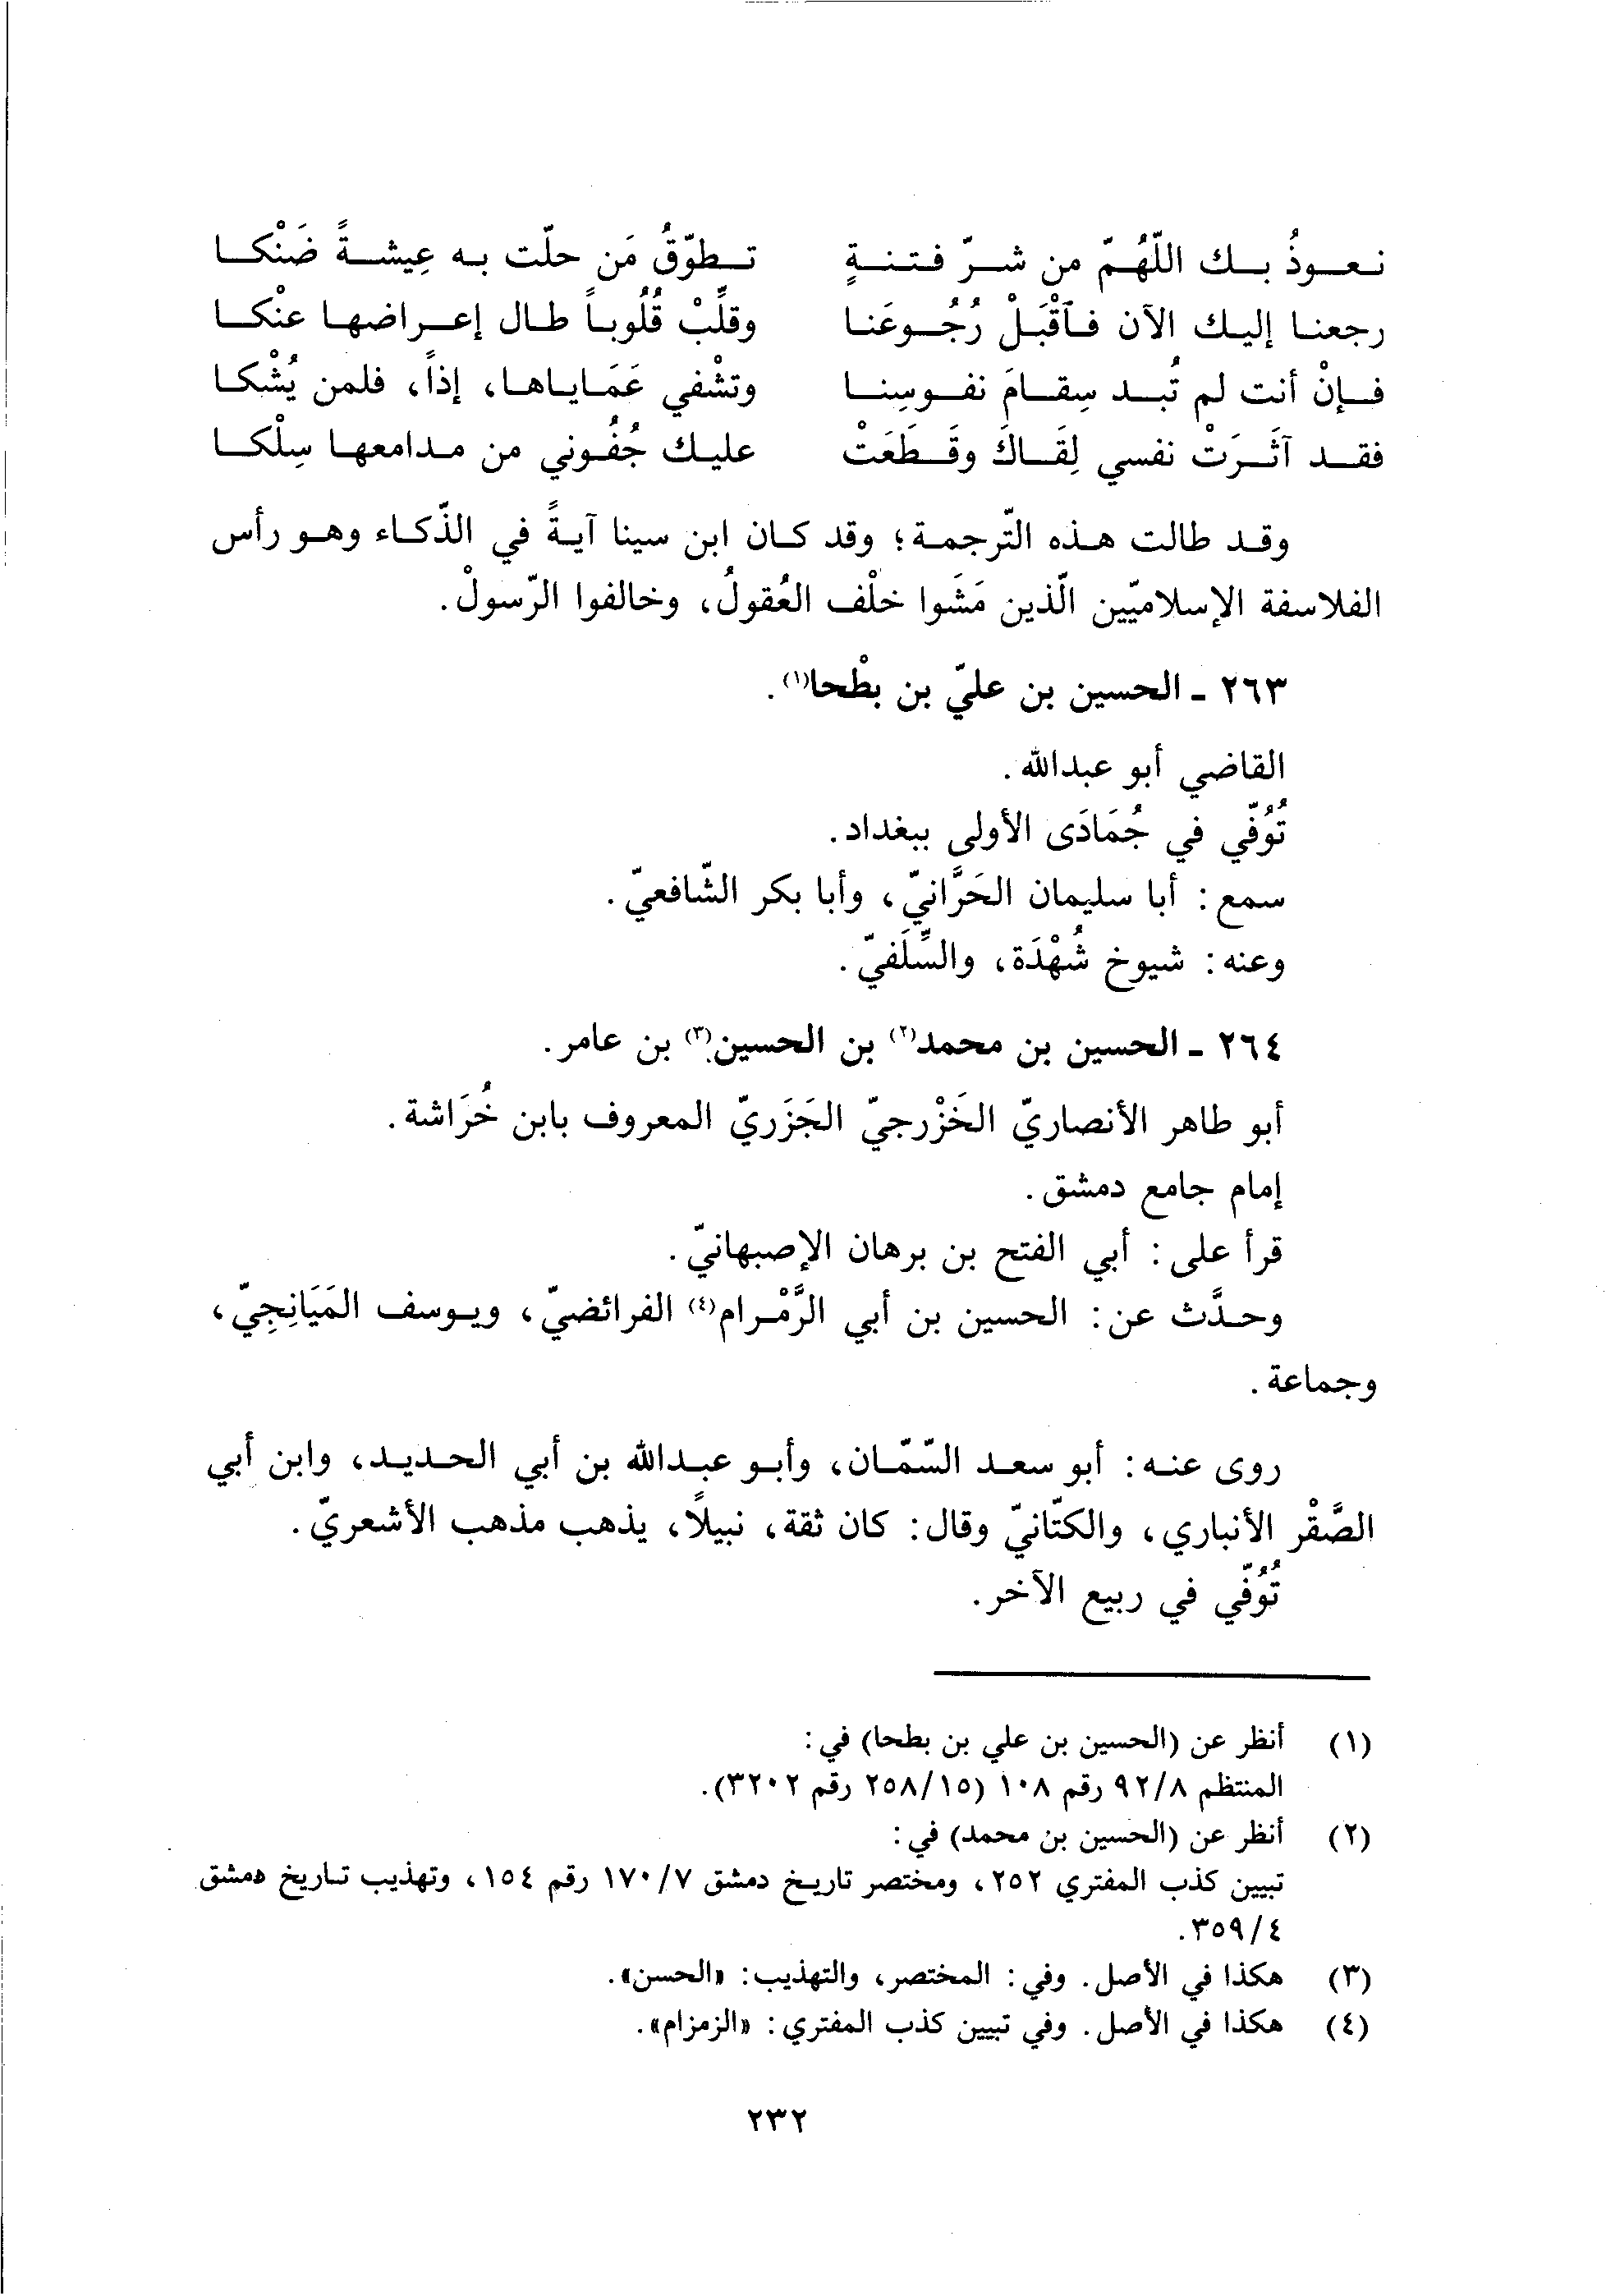 نعوذُ بك اللّهُمّ من شرّ فتنةٍ تطوّقُ مَن حلّت به عِيشةً ضَنْكا
رجعنا إليك الآن فآقْبَلْ رُجُوعَنا وقلِّبْ قُلُوباً طال إعراضها عنْكا
فإنْ أنت لم تُبد سِقامَ نفوسِنا وتشْفي عَمَاياها، إذاً، فلمن يُشْكا
فقد آثَرَتْ نفسي لِقَاكَ وقَطَعَتْ عليك جُفُوني من مدامعها سِلْكا
وقد طالت هذه التّرجمة؛ وقد كان ابن سينا آيةً في الذّكاء وهو رأس
الفلاسفة الإسلاميّين الّذين مَشَوا خلْف العُقولُ، وخالفوا الرّسولْ.
٢٦٣ - الحسين بن عليّ بن بطْحا(١).
القاضي أبو عبدالله.
تُوُفّي في جُمَادَى الأولى ببغداد.
سمع: أبا سليمان الحَرَّانيّ، وأبا بكر الشّافعيّ.
وعنه: شيوخ شُهْدَة، والسِّلَفيّ.
٢٦٤ - الحسين بن محمد(٢) بن الحسين(٣) بن عامر.
أبو طاهر الأنصاريّ الخَزْرجيّ الجَزَريّ المعروف بابن خُرَاشة.
إمام جامع دمشق.
قرأ على: أبي الفتح بن برهان الإصبهانيّ.
وحدَّث عن: الحسين بن أبي الرَّمْرام(٤) الفرائضيّ، ويوسف المَيَانِجِيّ،
وجماعة.
روى عنه: أبو سعد السّمّان، وأبو عبدالله بن أبي الحديد، وابن أبي
الصَّقْر الأنباري، والكتّانيّ وقال: كان ثقة، نبيلًا، يذهب مذهب الأشعريّ.
تُوُفّي في ربيع الآخر.
(١) أنظر عن (الحسين بن علي بن بطحا) في:
المنتظم ٩٢/٨ رقم ١٠٨ (٢٥٨/١٥ رقم ٣٢٠٢).
(٢) أنظر عن (الحسين بن محمد) في:
تبيين كذب المفتري ٢٥٢، ومختصر تاريخ دمشق ١٧٠/٧ رقم ١٥٤، وتهذيب تاريخ دمشق
٣٥٩/٤.
(٣) هكذا في الأصل. وفي: المختصر، والتهذيب: «الحسن».
(٤) هكذا في الأصل. وفي تبيين كذب المفتري: «الزمزام».
٢٣٢